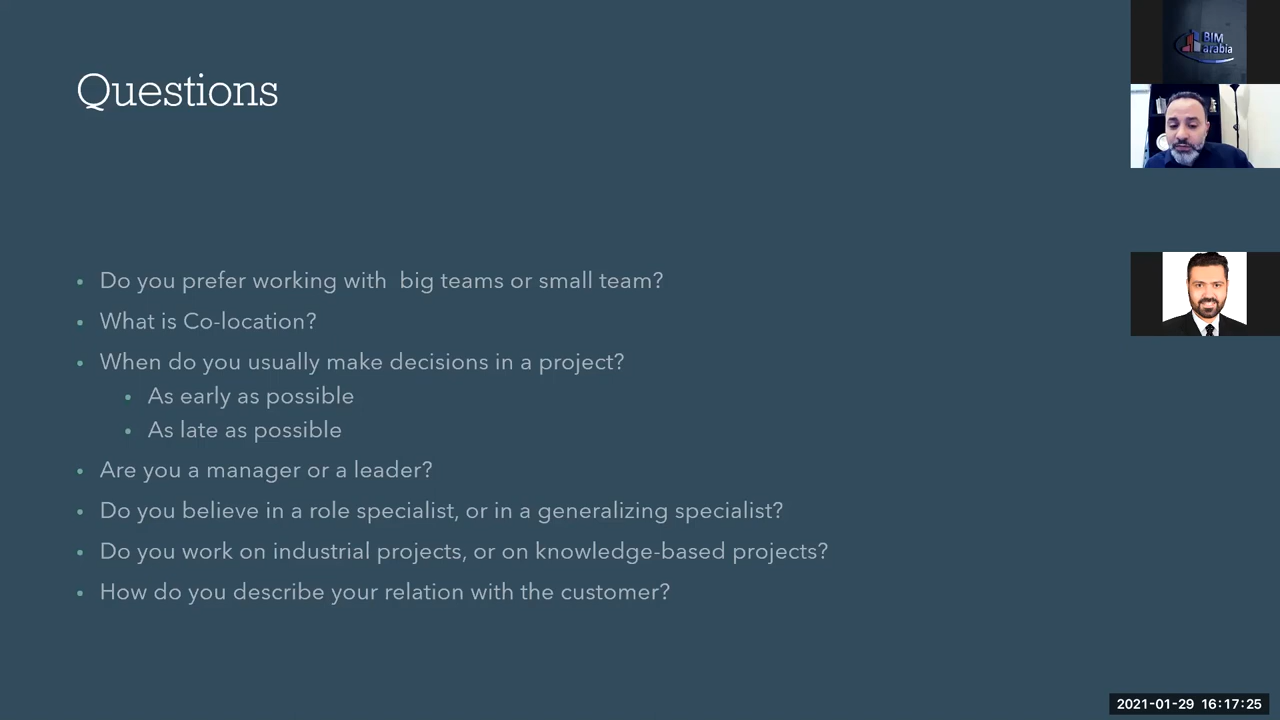 Questions
Do you prefer working with  big teams or small team?
What is Co-location?
When do you usually make decisions in a project?
As early as possible
As late as possible
Are you a manager or a leader?
Do you believe in a role specialist, or in a generalizing specialist?
Do you work on industrial projects, or on knowledge-based projects?
How do you describe your relation with the customer?
BIM
arabia
2021-01-29 16:17:25